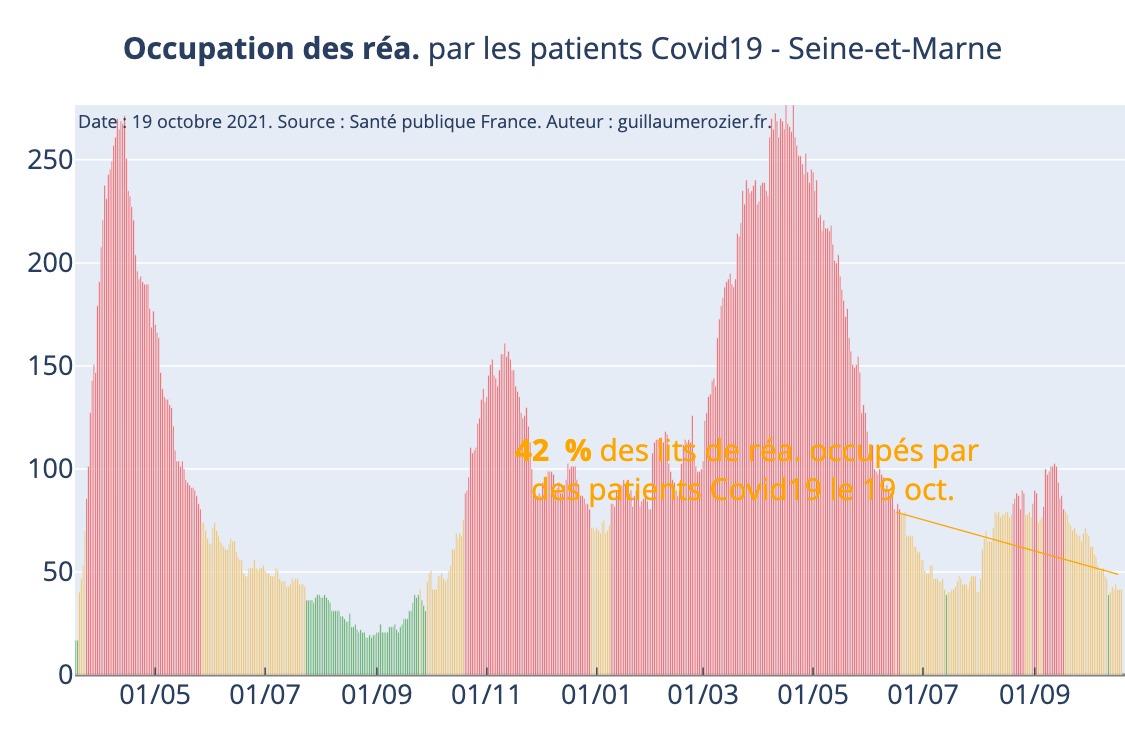 Occupation des réa. par les patients Covid19 - Seine-et-Marne
Date : 19 octobre 2021. Source : Santé publique France. Auteur : guillaumerozier.fr.
250
200
150
100
50
0
42 % des lits de réa. occupés par
des patients Covid19 le 19 oct.
01/05 01/07 01/09 01/11 01/01 01/03 01/05 01/07 01/09